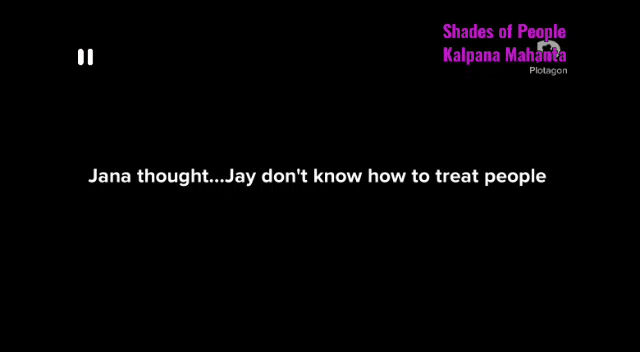 Shades of People
Kalpana Mahanta
Plotagon
Jana thought...Jay don't know how to treat people